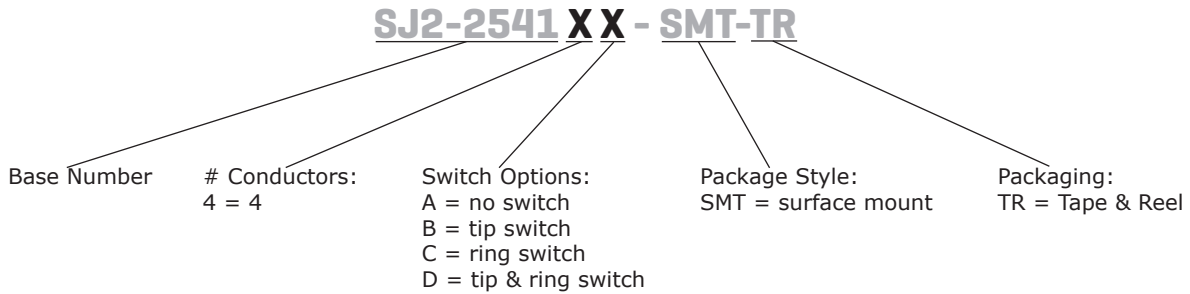 SJ2-2541 X X - SMT-TR
Base Number
# Conductors:
4 = 4
Switch Options:
A = no switch
B = tip switch
C = ring switch
D = tip & ring switch
Package Style:
SMT = surface mount
Packaging:
TR = Tape & Reel